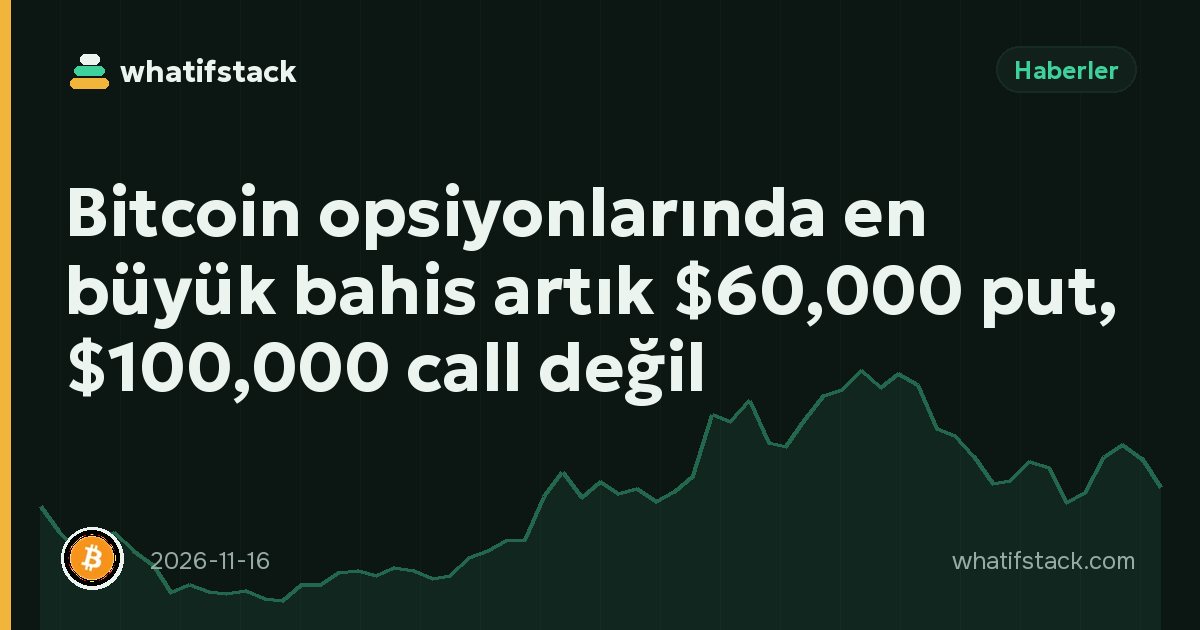 whatifstack
Haberler
Bitcoin opsiyonlarında en
büyük bahis artık $60,000 put,
$100,000 call değil
2026-11-16
whatifstack.com